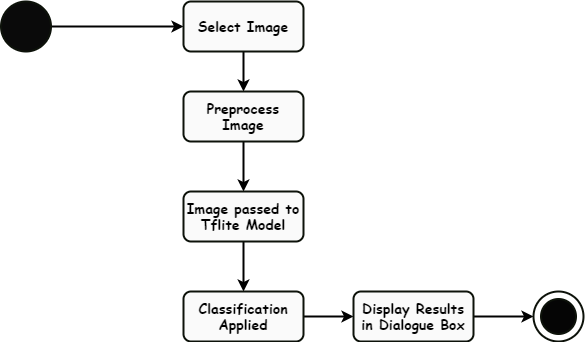 Select Image
Preprocess
Image
Image passed to
Tflite Model
Classification
Applied
Display Results
in Dialogue Box